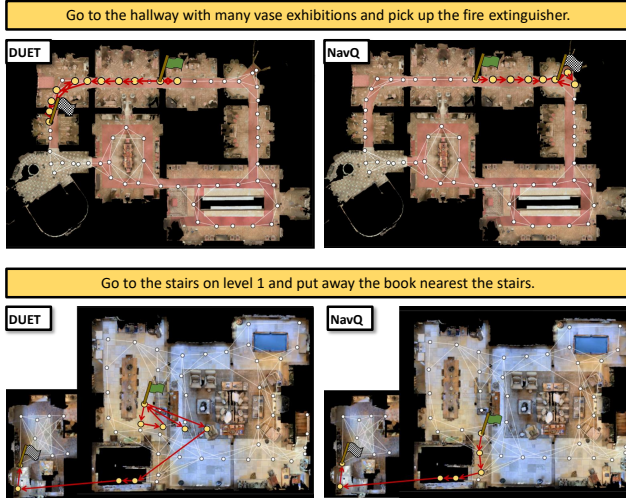 Go to the hallway with many vase exhibitions and pick up the fire extinguisher.
DUET
NavQ
Go to the stairs on level 1 and put away the book nearest the stairs.
DUET
NavQ